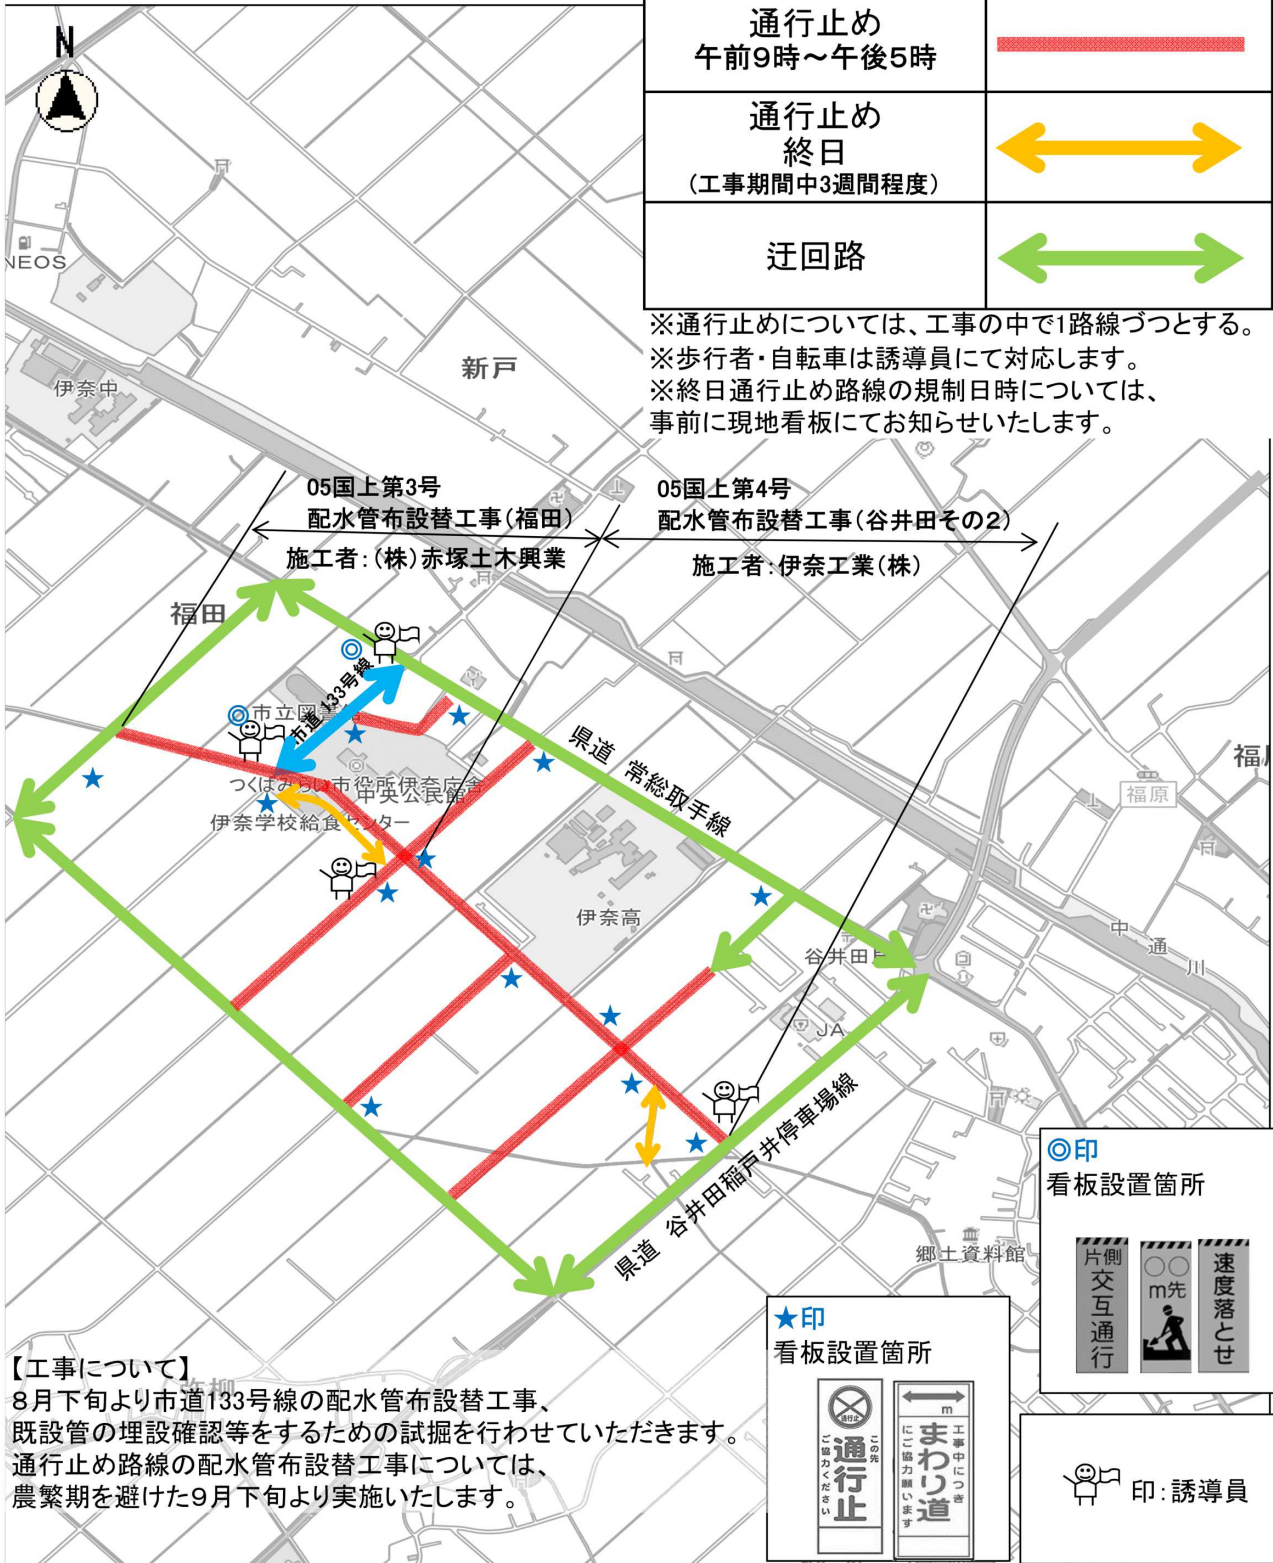 通行止め
午前9時～午後5時
通行止め
終日
(工事期間中3週間程度)
迂回路
※通行止めについては、工事の中で1路線づつとする。
※歩行者・自転車は誘導員にて対応します。
※終日通行止め路線の規制日時については、
事前に現地看板にてお知らせいたします。
N
NEOS
伊奈中
新戸
05国上第3号
配水管布設替工事(福田)
施工者:(株)赤塚土木興業
05国上第4号
配水管布設替工事(谷井田その2)
施工者:伊奈工業(株)
福田
市道133号線
市立図書館
つくばみらい市役所伊奈庁舎
中央公民館
伊奈学校給食センター
県道 常総取手線
伊奈高
福原
谷井田
中通川
JA
県道 谷井田稲戸井停車場線
郷土資料館
弥柳
◎印
看板設置箇所
片側交互通行
○○m先
速度落とせ
★印
看板設置箇所
通行止
この先
通行止
ご協力ください
m
工事中につき
まわり道
にご協力願います
印:誘導員
【工事について】
8月下旬より市道133号線の配水管布設替工事、
既設管の埋設確認等をするための試掘を行わせていただきます。
通行止め路線の配水管布設替工事については、
農繁期を避けた9月下旬より実施いたします。